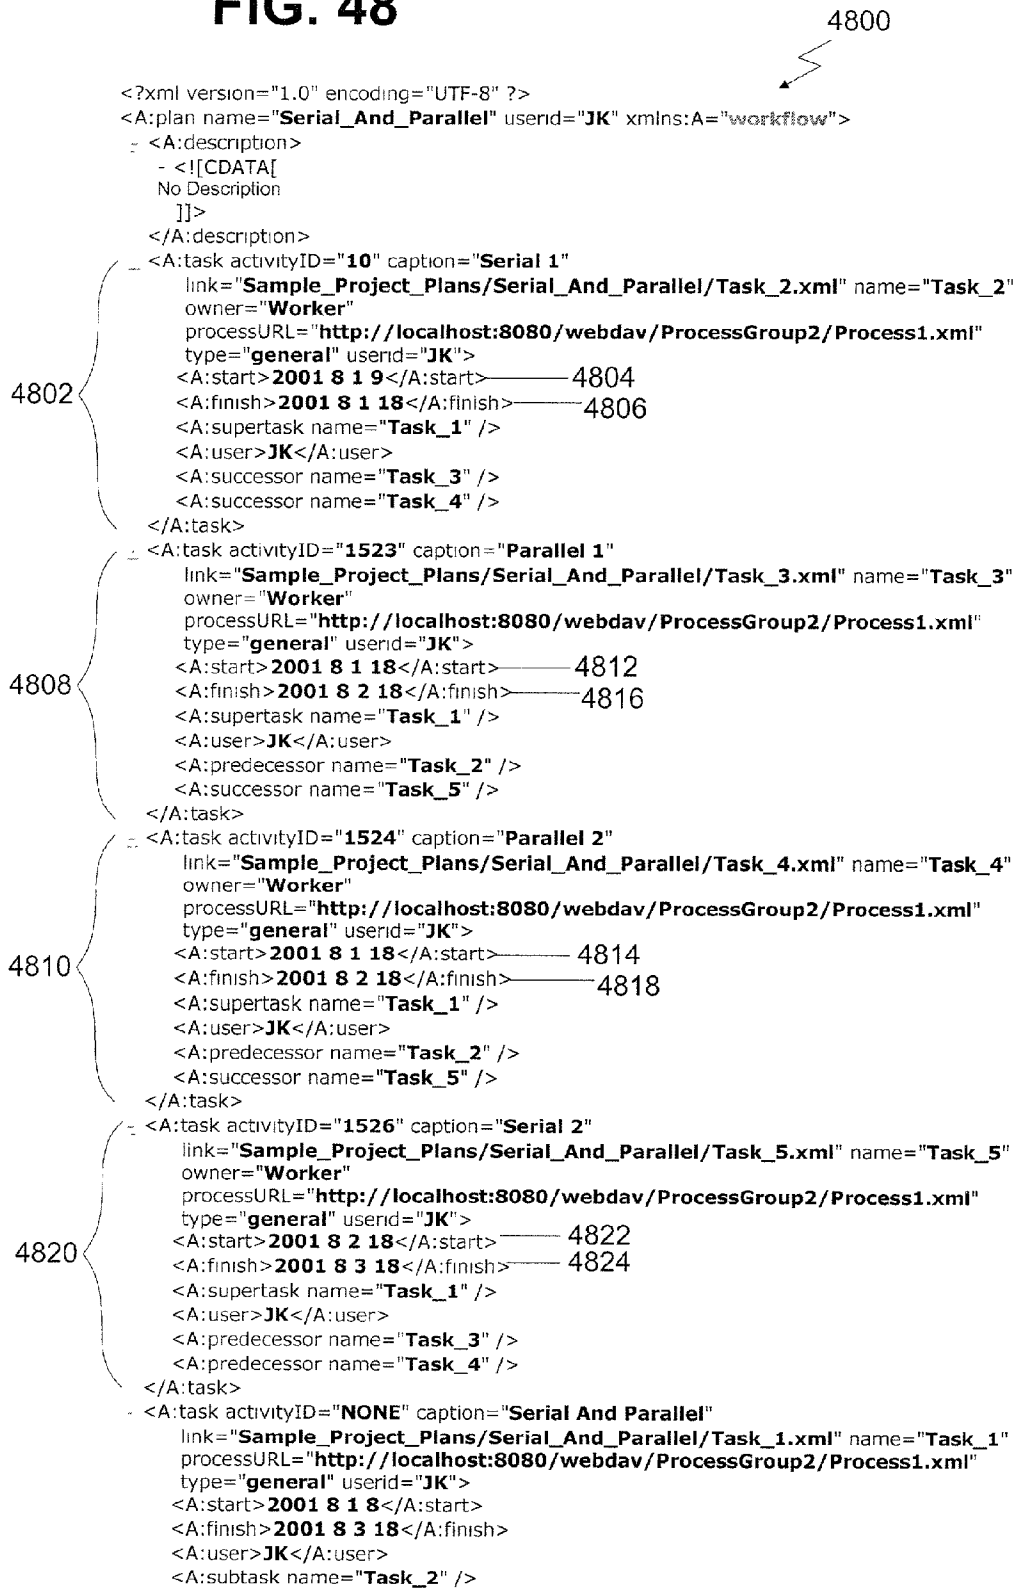 FIG. 48
4800
<?xml version="1.0" encoding="UTF-8" ?>
<A:plan name="Serial_And_Parallel" userid="JK" xmlns:A="workflow">
- <A:description>
- <![CDATA[
No Description
]]>
</A:description>
- <A:task activityID="10" caption="Serial 1"
link="Sample_Project_Plans/Serial_And_Parallel/Task_2.xml" name="Task_2"
owner="Worker"
processURL="http://localhost:8080/webdav/ProcessGroup2/Process1.xml"
type="general" userid="JK">
<A:start>2001 8 1 9</A:start> 4804
4802
<A:finish>2001 8 1 18</A:finish> 4806
<A:supertask name="Task_1" />
<A:user>JK</A:user>
<A:successor name="Task_3" />
<A:successor name="Task_4" />
</A:task>
- <A:task activityID="1523" caption="Parallel 1"
link="Sample_Project_Plans/Serial_And_Parallel/Task_3.xml" name="Task_3"
owner="Worker"
processURL="http://localhost:8080/webdav/ProcessGroup2/Process1.xml"
type="general" userid="JK">
<A:start>2001 8 1 18</A:start> 4812
4808
<A:finish>2001 8 2 18</A:finish> 4816
<A:supertask name="Task_1" />
<A:user>JK</A:user>
<A:predecessor name="Task_2" />
<A:successor name="Task_5" />
</A:task>
- <A:task activityID="1524" caption="Parallel 2"
link="Sample_Project_Plans/Serial_And_Parallel/Task_4.xml" name="Task_4"
owner="Worker"
processURL="http://localhost:8080/webdav/ProcessGroup2/Process1.xml"
type="general" userid="JK">
<A:start>2001 8 1 18</A:start> 4814
4810
<A:finish>2001 8 2 18</A:finish> 4818
<A:supertask name="Task_1" />
<A:user>JK</A:user>
<A:predecessor name="Task_2" />
<A:successor name="Task_5" />
</A:task>
- <A:task activityID="1526" caption="Serial 2"
link="Sample_Project_Plans/Serial_And_Parallel/Task_5.xml" name="Task_5"
owner="Worker"
processURL="http://localhost:8080/webdav/ProcessGroup2/Process1.xml"
type="general" userid="JK">
<A:start>2001 8 2 18</A:start> 4822
4820
<A:finish>2001 8 3 18</A:finish> 4824
<A:supertask name="Task_1" />
<A:user>JK</A:user>
<A:predecessor name="Task_3" />
<A:predecessor name="Task_4" />
</A:task>
- <A:task activityID="NONE" caption="Serial And Parallel"
link="Sample_Project_Plans/Serial_And_Parallel/Task_1.xml" name="Task_1"
processURL="http://localhost:8080/webdav/ProcessGroup2/Process1.xml"
type="general" userid="JK">
<A:start>2001 8 1 8</A:start>
<A:finish>2001 8 3 18</A:finish>
<A:user>JK</A:user>
<A:subtask name="Task_2" />